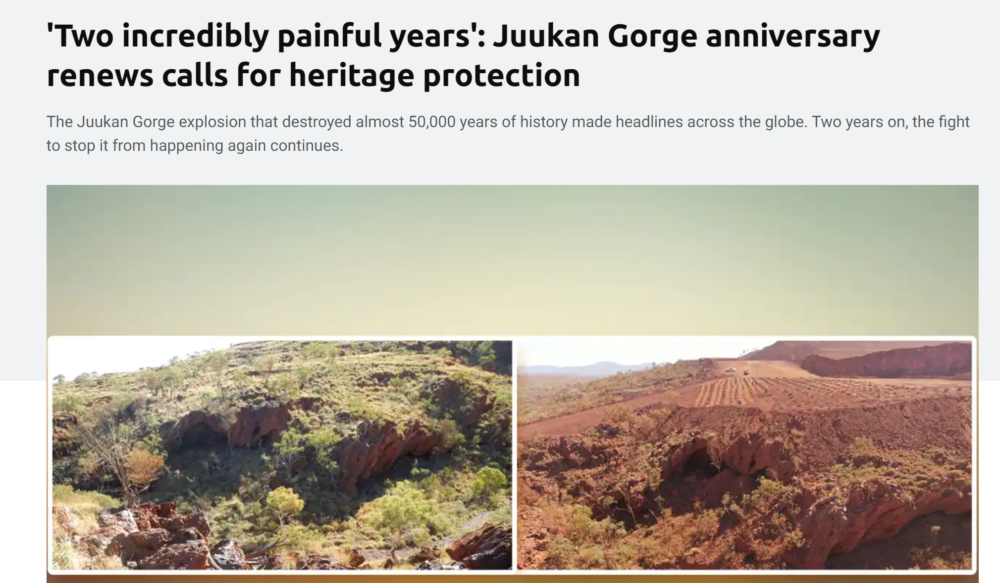 'Two incredibly painful years': Juukan Gorge anniversary
renews calls for heritage protection
The Juukan Gorge explosion that destroyed almost 50,000 years of history made headlines across the globe. Two years on, the fight
to stop it from happening again continues.